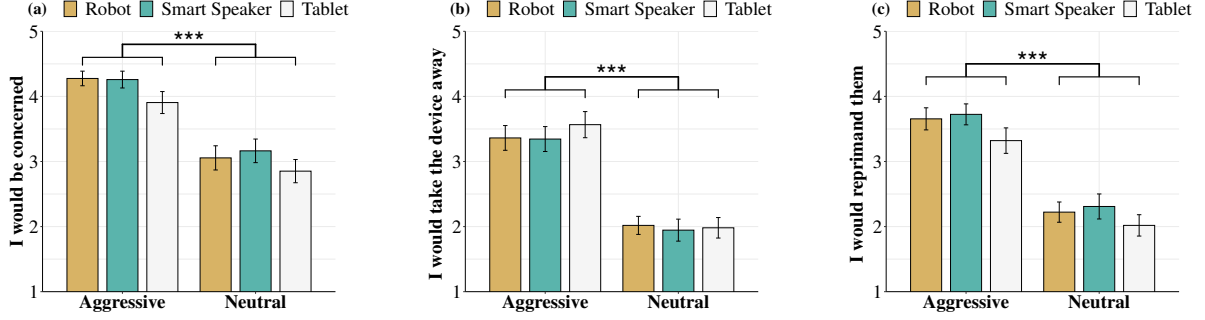 (a) Robot Smart Speaker Tablet
I would be concerned
5
4
3
2
1
***
Aggressive Neutral
(b) Robot Smart Speaker Tablet
I would take the device away
5
4
3
2
1
***
Aggressive Neutral
(c) Robot Smart Speaker Tablet
I would reprimand them
5
4
3
2
1
***
Aggressive Neutral